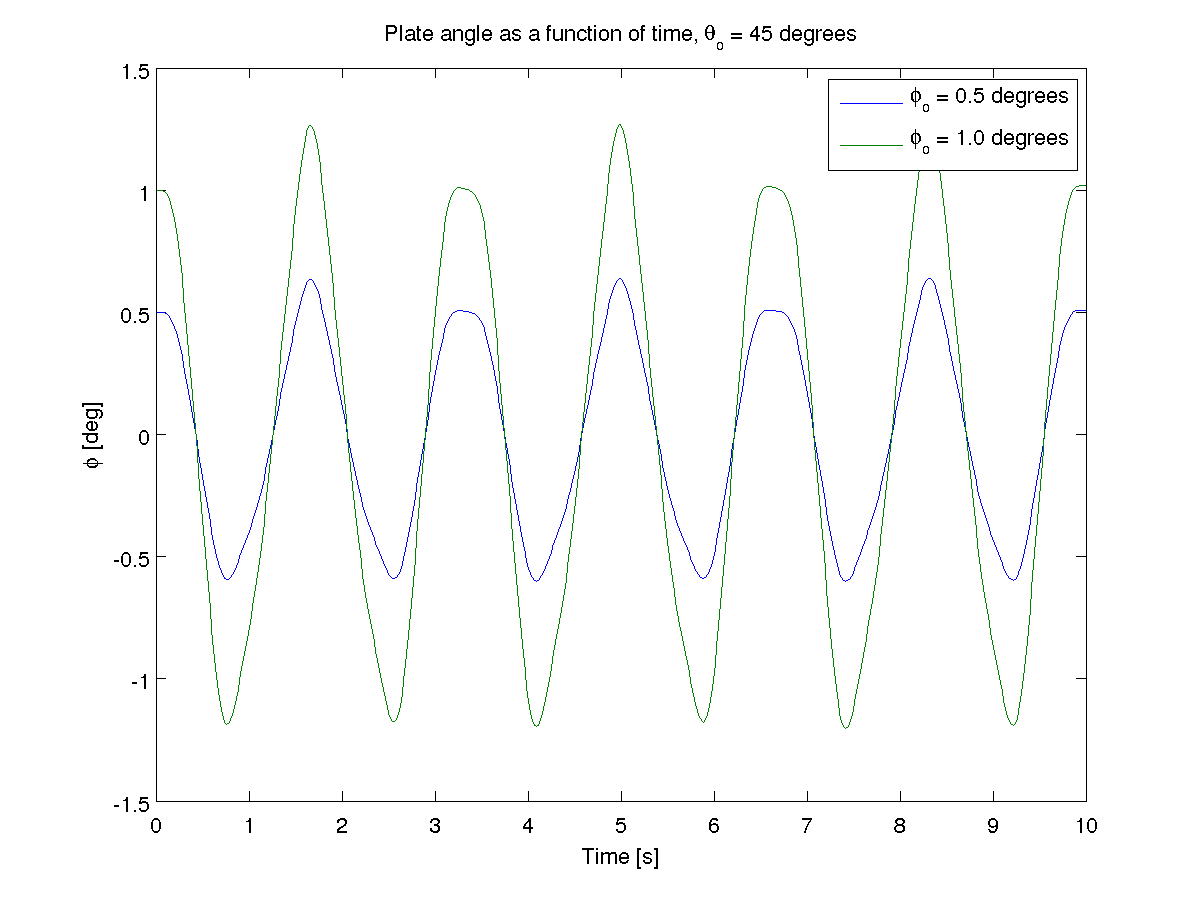 Plate angle as a function of time, θo = 45 degrees
1.5
ϕo = 0.5 degrees
ϕo = 1.0 degrees
1
0.5
0
-0.5
-1
-1.5
ϕ [deg]
0 1 2 3 4 5 6 7 8 9 10
Time [s]